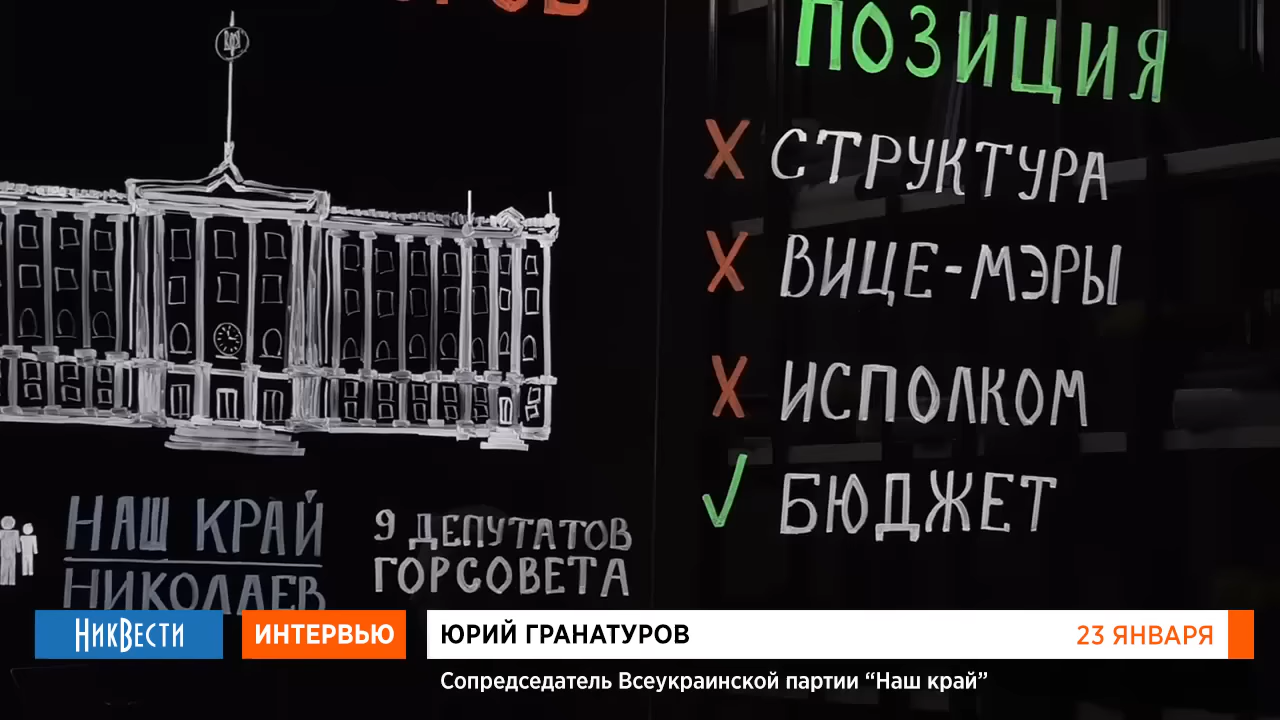 ПОЗИЦИЯ
Х СТРУКТУРА
Х ВИЦЕ-МЭРЫ
Х ИСПОЛКОМ
✓ БЮДЖЕТ
НАШ КРАЙ
НИКОЛАЕВ
9 ДЕПУТАТОВ
ГОРСОВЕТА
НикВести
ИНТЕРВЬЮ
ЮРИЙ ГРАНАТУРОВ
23 ЯНВАРЯ
Сопредседатель Всеукраинской партии “Наш край”